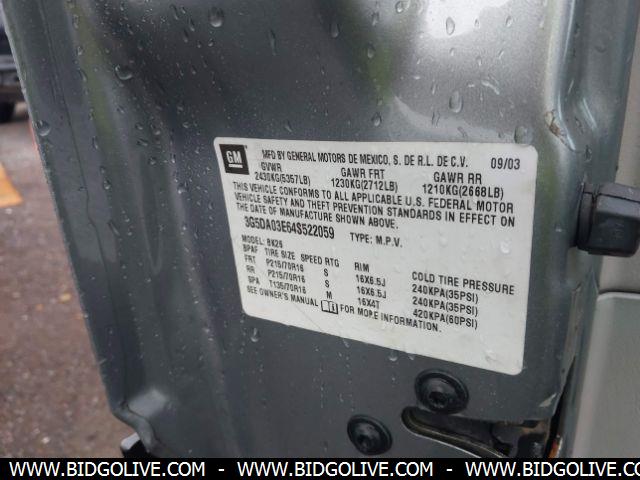 GM
MFD BY GENERAL MOTORS DE MEXICO, S. DE R.L. DE C.V. 09/03
GVWR GAWR FRT GAWR RR
2430KG(5357LB) 1230KG(2712LB) 1210KG(2668LB)
THIS VEHICLE CONFORMS TO ALL APPLICABLE U.S. FEDERAL MOTOR
VEHICLE SAFETY AND THEFT PREVENTION STANDARDS IN EFFECT ON
THE DATE OF MANUFACTURE SHOWN ABOVE.
3G5DA03E64S522059 TYPE: M.P.V.
MODEL: BK26
BPAF TIRE SIZE SPEED RTG RIM COLD TIRE PRESSURE
FRT P215/70R16 S 16X6.5J 240KPA(35PSI)
RR P215/70R16 S 16X6.5J 240KPA(35PSI)
SPA T135/70R16 M 16X4T 420KPA(60PSI)
SEE OWNER'S MANUAL FOR MORE INFORMATION.
WWW.BIDGOLIVE.COM - WWW.BIDGOLIVE.COM - WWW.BIDGOLIVE.COM